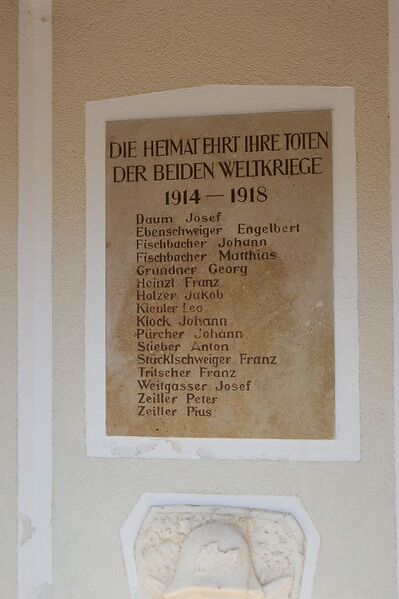 DIE HEIMAT EHRT IHRE TOTEN
DER BEIDEN WELTKRIEGE
1914 — 1918
Daum Josef
Ebenschweiger Engelbert
Fischbacher Johann
Fischbacher Matthias
Grundner Georg
Heinzl Franz
Holzer Jakob
Kienler Leo
Klock Johann
Pürcher Johann
Stieber Anton
Stücklschweiger Franz
Tritscher Franz
Weitgasser Josef
Zeiller Peter
Zeiller Pius